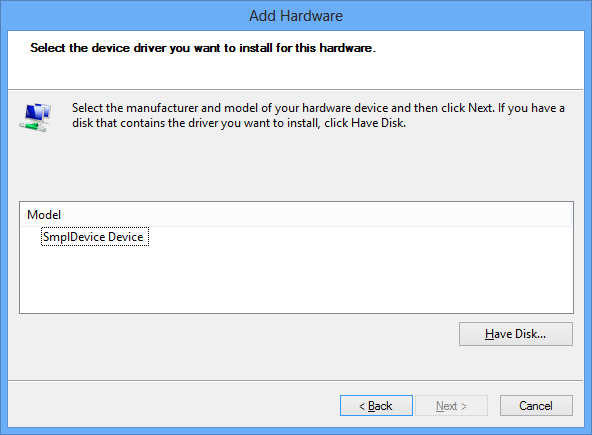 Add Hardware
Select the device driver you want to install for this hardware.
Select the manufacturer and model of your hardware device and then click Next. If you have a
disk that contains the driver you want to install, click Have Disk.
Model
SmplDevice Device
Have Disk...
< Back Next > Cancel